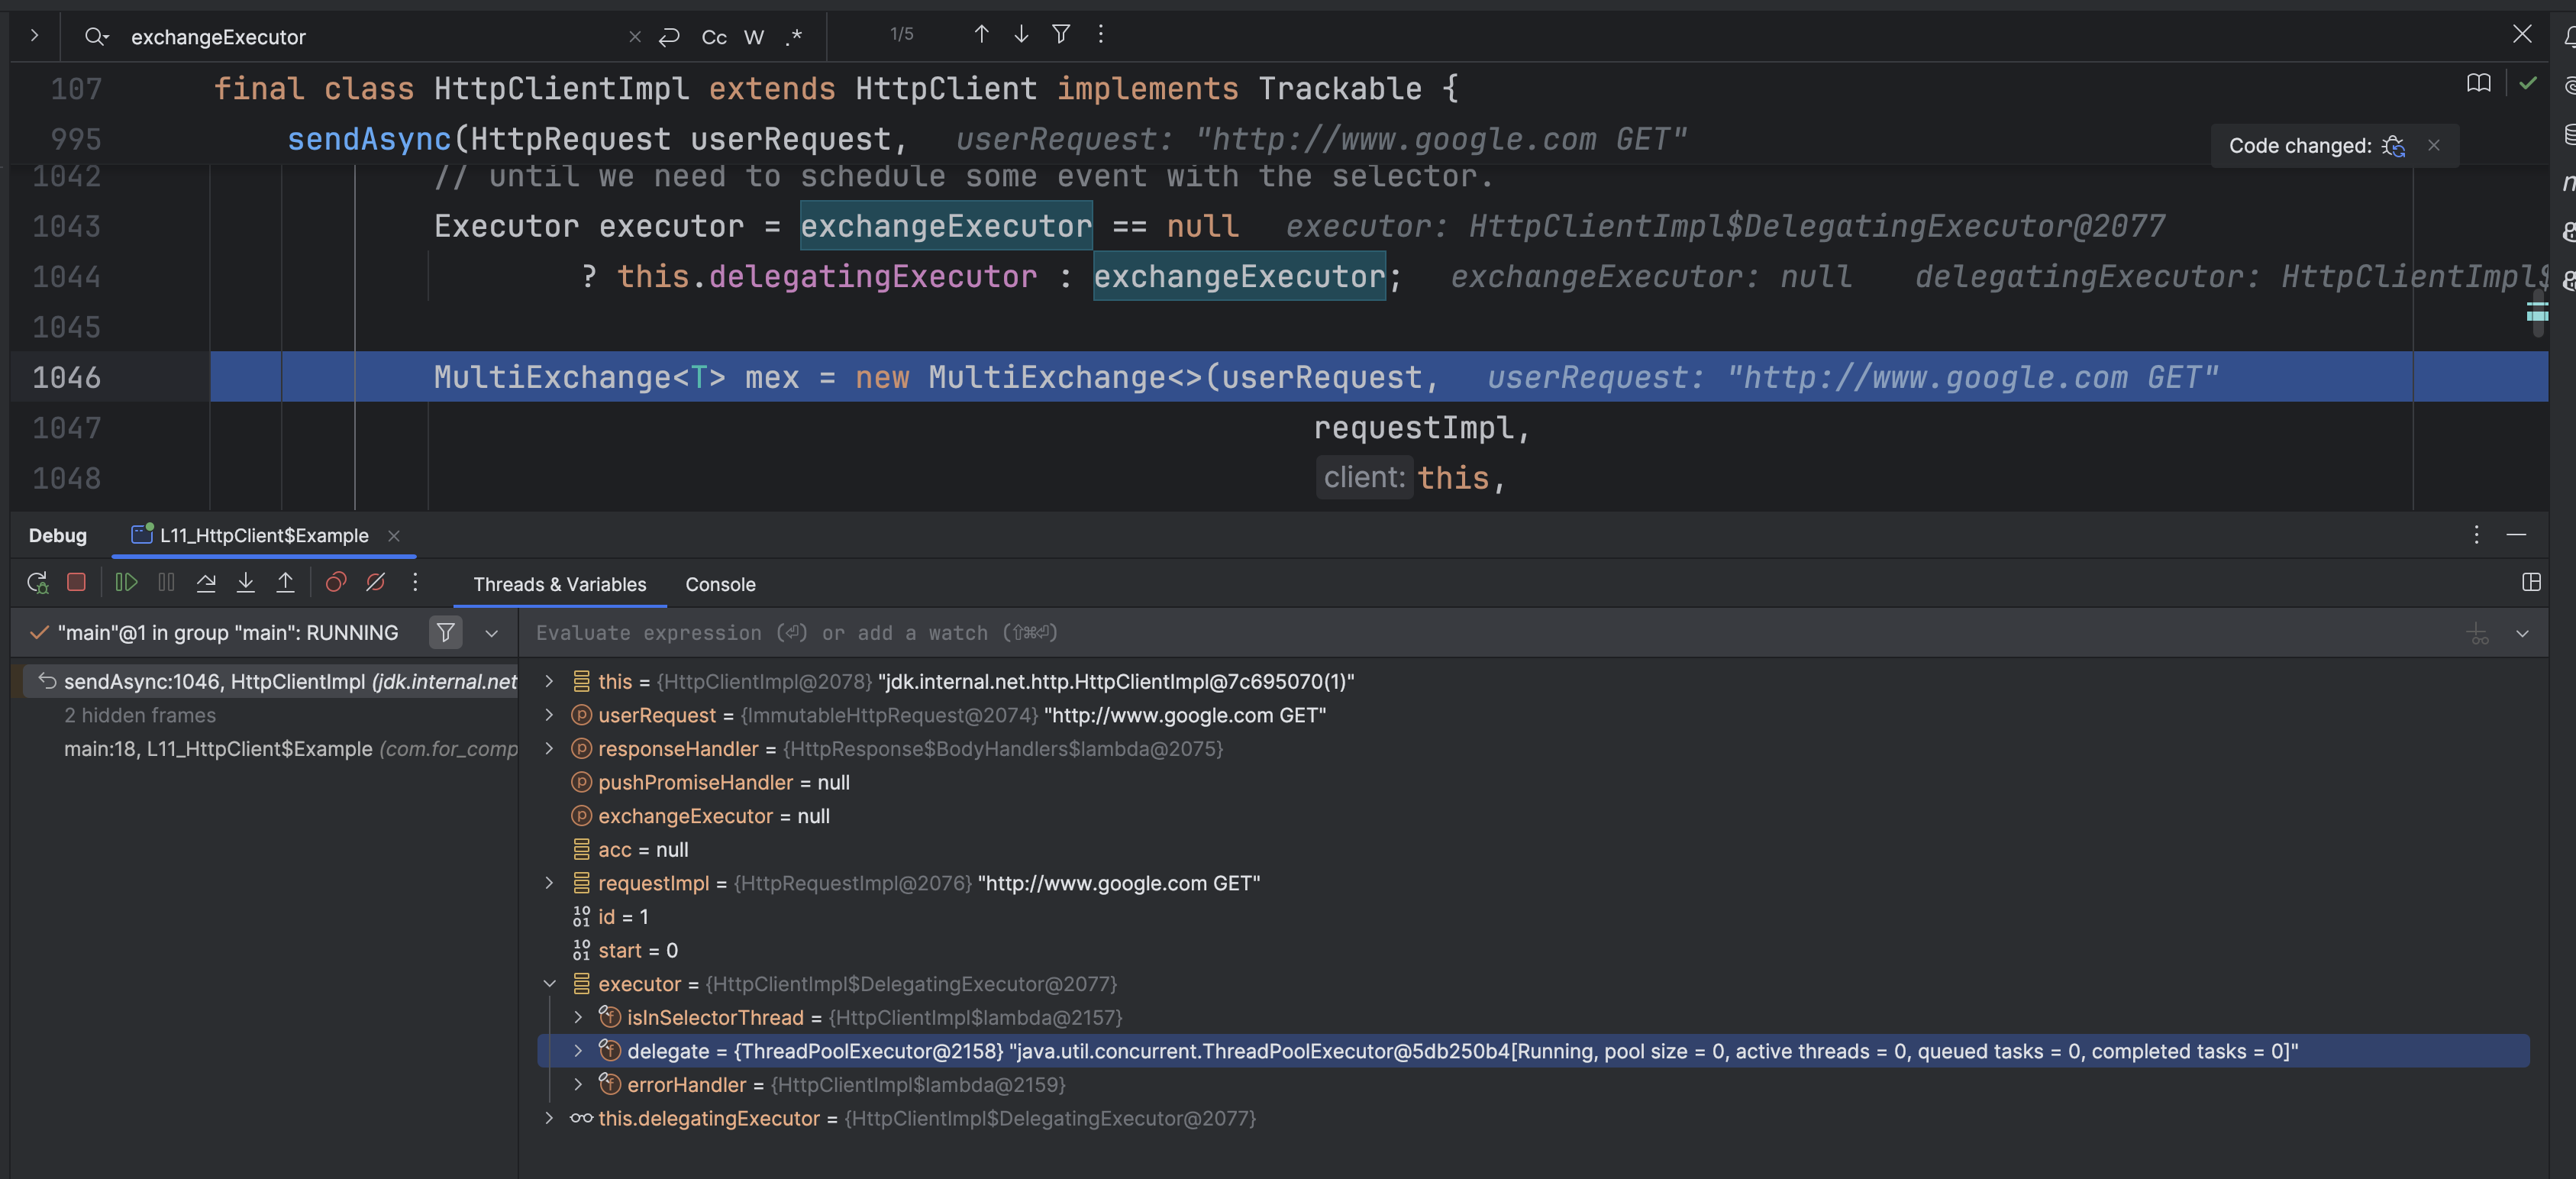 exchangeExecutor
Cc W .*
1/5
107 final class HttpClientImpl extends HttpClient implements Trackable {
995 sendAsync(HttpRequest userRequest, userRequest: "http://www.google.com GET"
Code changed:
1042 // until we need to schedule some event with the selector.
1043 Executor executor = exchangeExecutor == null executor: HttpClientImpl$DelegatingExecutor@2077
1044 ? this.delegatingExecutor : exchangeExecutor; exchangeExecutor: null delegatingExecutor: HttpClientImpl$
1045
1046 MultiExchange<T> mex = new MultiExchange<>(userRequest, userRequest: "http://www.google.com GET"
1047 requestImpl,
1048 client: this,
Debug L11_HttpClient$Example
Threads & Variables Console
"main"@1 in group "main": RUNNING
Evaluate expression (⏎) or add a watch (⇧⌘⏎)
sendAsync:1046, HttpClientImpl (jdk.internal.net
2 hidden frames
main:18, L11_HttpClient$Example (com.for_comp
this = {HttpClientImpl@2078} "jdk.internal.net.http.HttpClientImpl@7c695070(1)"
userRequest = {ImmutableHttpRequest@2074} "http://www.google.com GET"
responseHandler = {HttpResponse$BodyHandlers$lambda@2075}
pushPromiseHandler = null
exchangeExecutor = null
acc = null
requestImpl = {HttpRequestImpl@2076} "http://www.google.com GET"
id = 1
start = 0
executor = {HttpClientImpl$DelegatingExecutor@2077}
isInSelectorThread = {HttpClientImpl$lambda@2157}
delegate = {ThreadPoolExecutor@2158} "java.util.concurrent.ThreadPoolExecutor@5db250b4[Running, pool size = 0, active threads = 0, queued tasks = 0, completed tasks = 0]"
errorHandler = {HttpClientImpl$lambda@2159}
this.delegatingExecutor = {HttpClientImpl$DelegatingExecutor@2077}